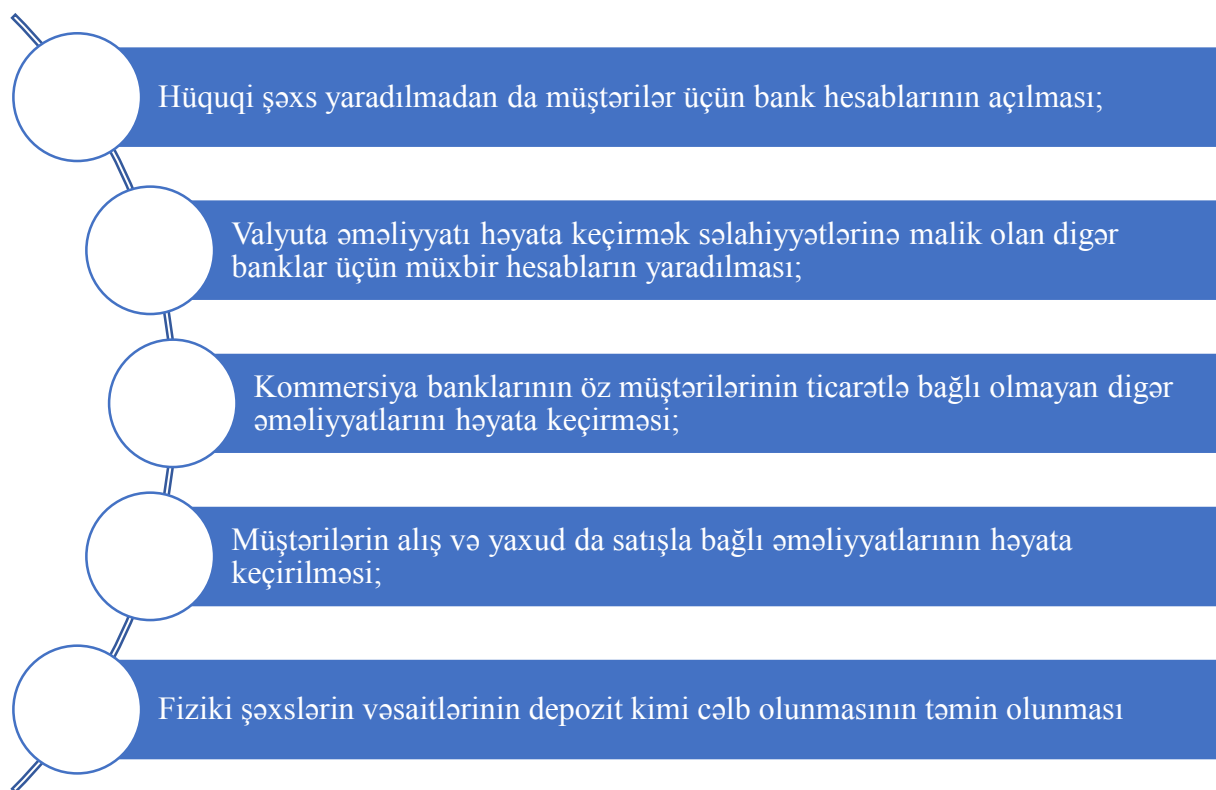 Hüquqi şəxs yaradılmadan da müştərilər üçün bank hesablarının açılması;
Valyuta əməliyyatı həyata keçirmək səlahiyyətlərinə malik olan digər
banklar üçün müxbir hesabların yaradılması;
Kommersiya banklarının öz müştərilərinin ticarətlə bağlı olmayan digər
əməliyyatlarını həyata keçirməsi;
Müştərilərin alış və yaxud da satışla bağlı əməliyyatlarının həyata
keçirilməsi;
Fiziki şəxslərin vəsaitlərinin depozit kimi cəlb olunmasının təmin olunması